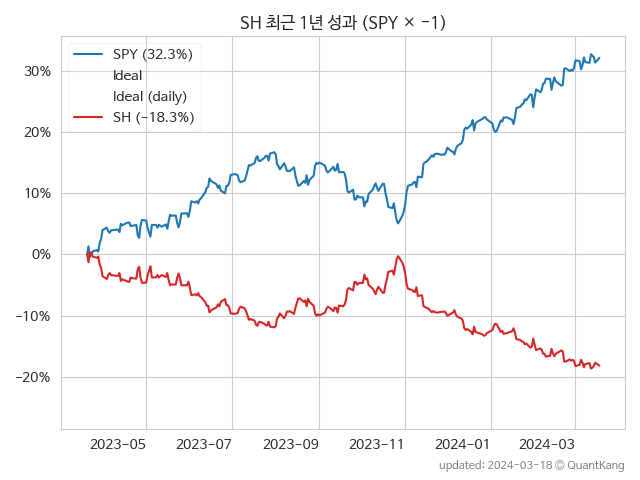 SH 최근 1년 성과 (SPY × −1)
SPY (32.3%)
Ideal
Ideal (daily)
SH (−18.3%)
30%
20%
10%
0%
−10%
−20%
2023−05
2023−07
2023−09
2023−11
2024−01
2024−03
updated: 2024−03−18 © QuantKang